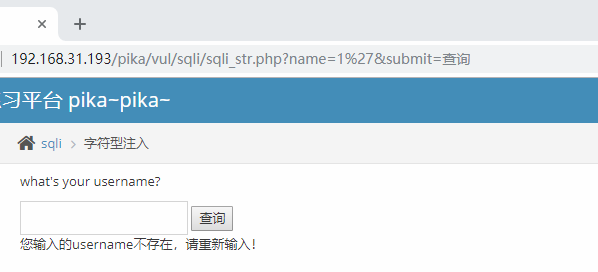 192.168.31.193/pika/vul/sqli/sqli_str.php?name=1%27&submit=查询
习平台 pika~pika~
sqli > 字符型注入
what's your username?
查询
您输入的username不存在，请重新输入！